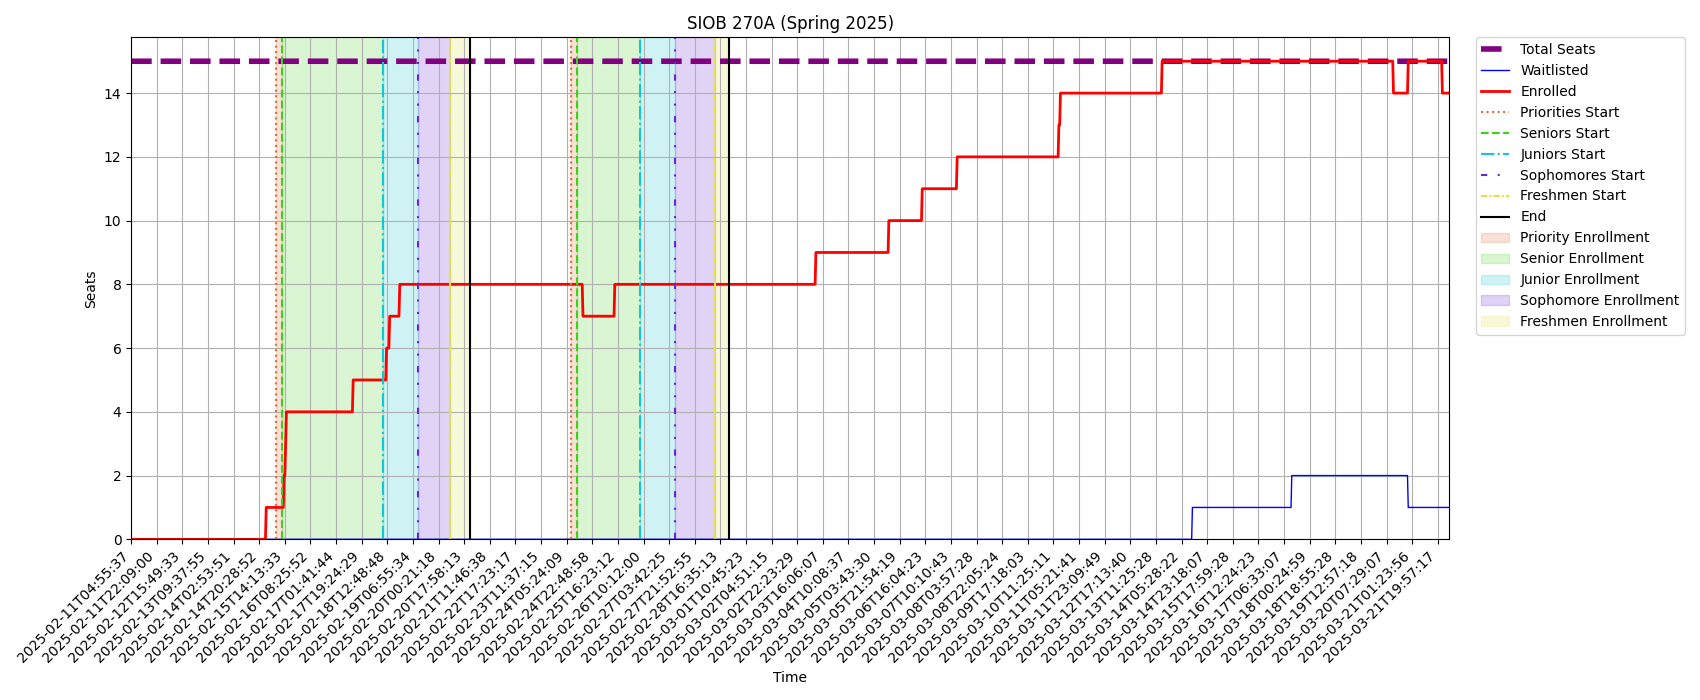 SIOB 270A (Spring 2025)
Total Seats
Waitlisted
Enrolled
Priorities Start
Seniors Start
Juniors Start
Sophomores Start
Freshmen Start
End
Priority Enrollment
Senior Enrollment
Junior Enrollment
Sophomore Enrollment
Freshmen Enrollment
Seats
14
12
10
8
6
4
2
0
2025-02-11T04:55:37
2025-02-11T22:09:00
2025-02-12T15:49:33
2025-02-13T09:37:55
2025-02-14T02:53:51
2025-02-14T20:28:52
2025-02-15T14:13:33
2025-02-16T08:25:52
2025-02-17T01:41:44
2025-02-17T19:24:29
2025-02-18T12:48:48
2025-02-19T06:55:34
2025-02-20T00:21:18
2025-02-20T17:58:13
2025-02-21T11:46:38
2025-02-22T17:23:17
2025-02-23T11:37:15
2025-02-24T05:24:09
2025-02-24T22:48:58
2025-02-25T16:23:12
2025-02-26T10:12:00
2025-02-27T03:42:25
2025-02-27T21:52:55
2025-02-28T16:35:13
2025-03-01T10:45:23
2025-03-02T04:51:15
2025-03-02T22:23:29
2025-03-03T16:06:07
2025-03-04T10:08:37
2025-03-05T03:43:30
2025-03-05T21:54:19
2025-03-06T16:04:23
2025-03-07T10:10:43
2025-03-08T03:57:28
2025-03-08T22:05:24
2025-03-09T17:18:03
2025-03-10T11:25:11
2025-03-11T05:21:41
2025-03-11T23:09:49
2025-03-12T17:13:40
2025-03-13T11:25:28
2025-03-14T05:28:22
2025-03-14T23:18:07
2025-03-15T17:59:28
2025-03-16T12:24:23
2025-03-17T06:33:07
2025-03-18T00:24:59
2025-03-18T18:55:28
2025-03-19T12:57:18
2025-03-20T07:29:07
2025-03-21T01:23:56
2025-03-21T19:57:17
Time